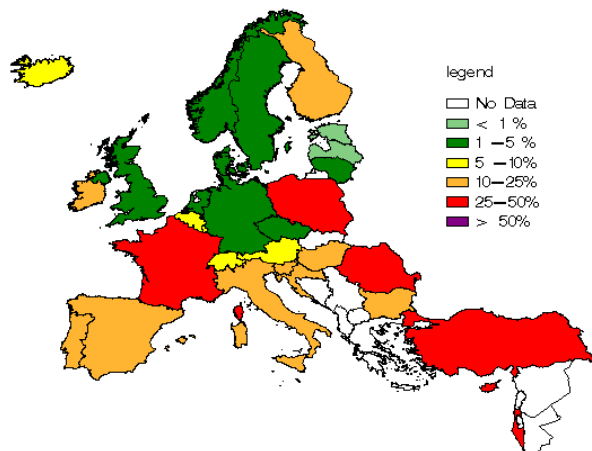 legend
No Data
< 1 %
1 –5 %
5 –10%
10–25%
25–50%
> 50%